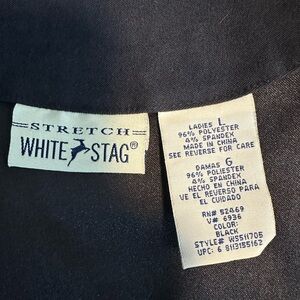 STRETCH
WHITE STAG®
LADIES L
96% POLYESTER
4% SPANDEX
MADE IN CHINA
SEE REVERSE FOR CARE
DAMAS G
96% POLYESTER
4% SPANDEX
HECHO EN CHINA
VE EL REVERSO PARA
EL CUIDADO
RN# 52469
V# 6936
COLOR:
BLACK
STYLE# WS511705
UPC: 6 8113155162